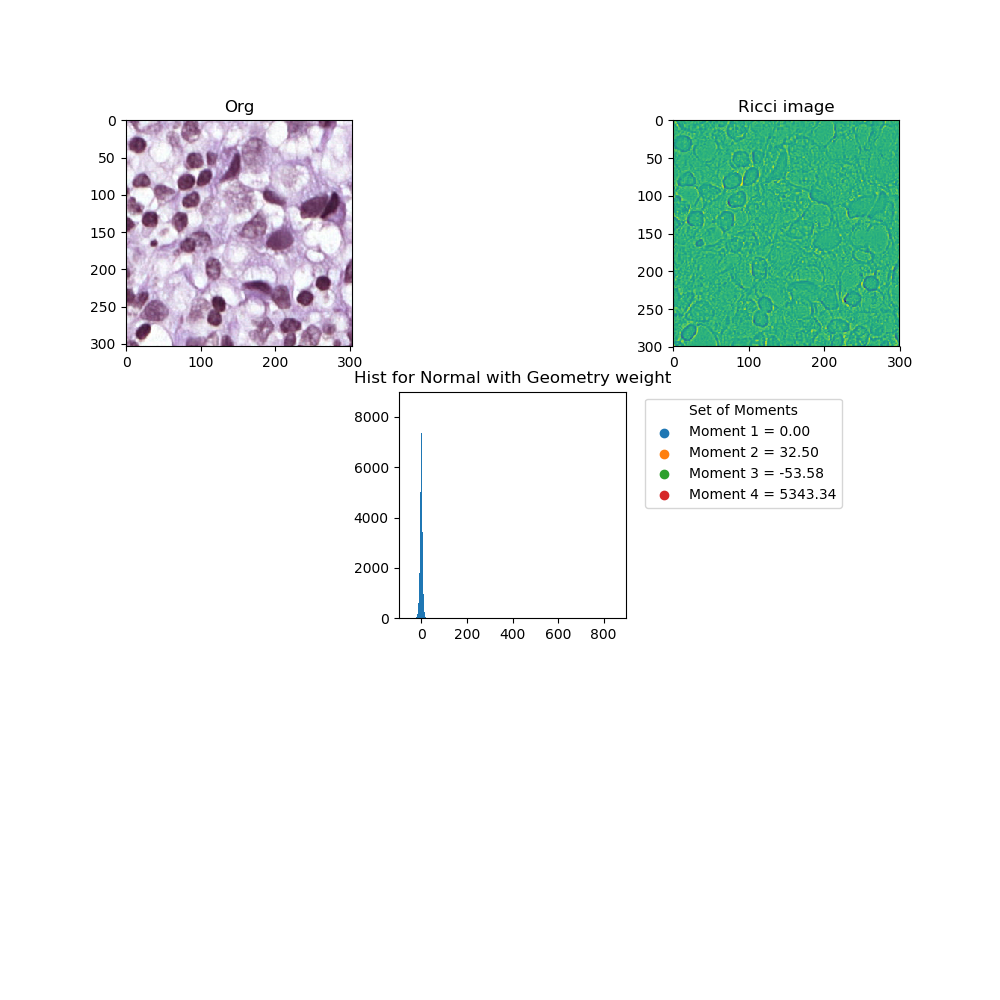 Org
0
50
100
150
200
250
300
0 100 200 300
Ricci image
0
50
100
150
200
250
300
0 100 200 300
Hist for Normal with Geometry weight
8000
6000
4000
2000
0
0 200 400 600 800
Set of Moments
Moment 1 = 0.00
Moment 2 = 32.50
Moment 3 = -53.58
Moment 4 = 5343.34